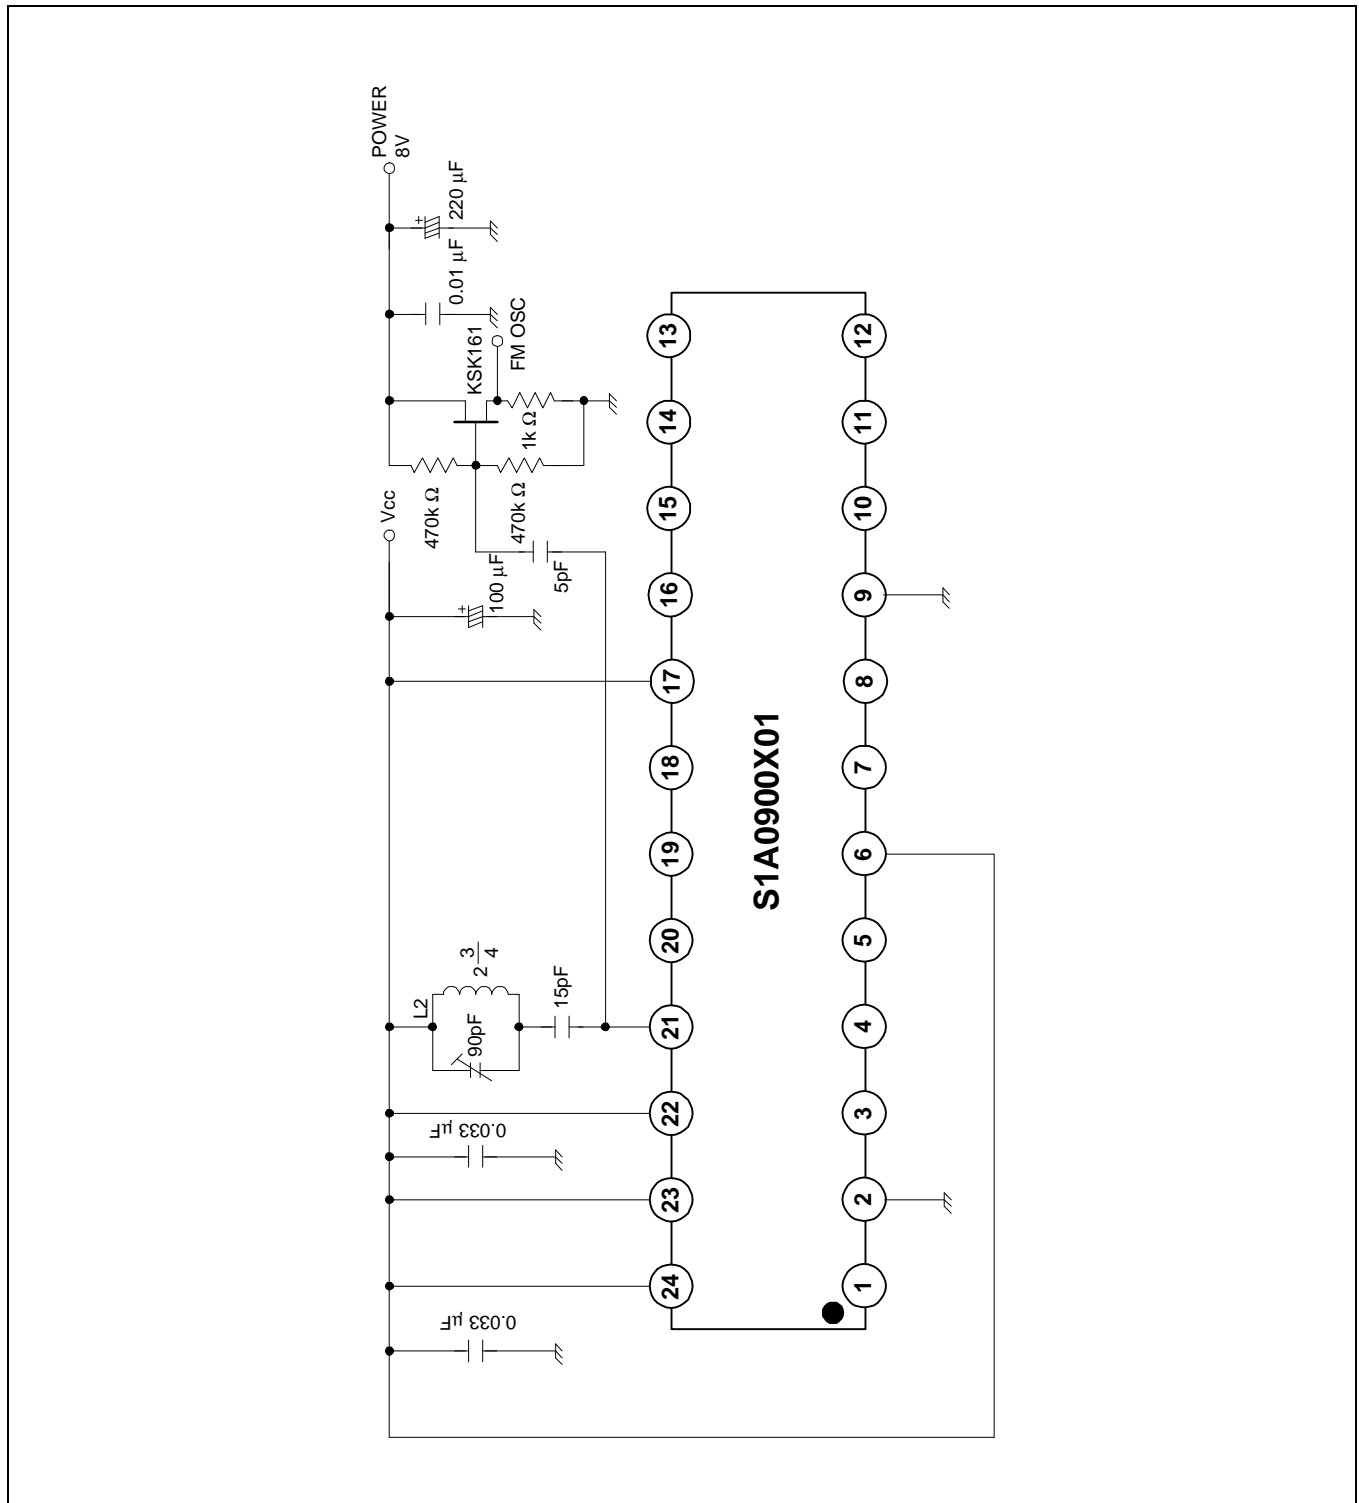 POWER
8V
220 µF
+
0.01 µF
KSK161
FM OSC
1k Ω
470k Ω
470k Ω
Vcc
5pF
100 µF
+
L2
2 3/4
90pF
15pF
0.033 µF
0.033 µF
13
14
15
16
17
18
19
20
21
22
23
24
S1A0900X01
12
11
10
9
8
7
6
5
4
3
2
1